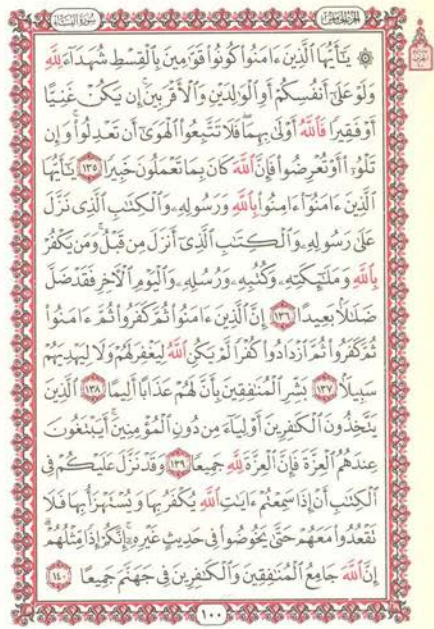 الجزء الخامس
سورة النساء
۞ يَـٰٓأَيُّهَا ٱلَّذِينَ ءَامَنُوا۟ كُونُوا۟ قَوَّٰمِينَ بِٱلْقِسْطِ شُهَدَآءَ لِلَّهِ
وَلَوْ عَلَىٰٓ أَنفُسِكُمْ أَوِ ٱلْوَٰلِدَيْنِ وَٱلْأَقْرَبِينَ ۚ إِن يَكُنْ غَنِيًّا
أَوْ فَقِيرًا فَٱللَّهُ أَوْلَىٰ بِهِمَا ۖ فَلَا تَتَّبِعُوا۟ ٱلْهَوَىٰٓ أَن تَعْدِلُوا۟ ۚ وَإِن
تَلْوُۥٓا۟ أَوْ تُعْرِضُوا۟ فَإِنَّ ٱللَّهَ كَانَ بِمَا تَعْمَلُونَ خَبِيرًا ١٣٥ يَـٰٓأَيُّهَا
ٱلَّذِينَ ءَامَنُوٓا۟ ءَامِنُوا۟ بِٱللَّهِ وَرَسُولِهِۦ وَٱلْكِتَـٰبِ ٱلَّذِى نَزَّلَ
عَلَىٰ رَسُولِهِۦ وَٱلْكِتَـٰبِ ٱلَّذِىٓ أَنزَلَ مِن قَبْلُ ۚ وَمَن يَكْفُرْ
بِٱللَّهِ وَمَلَـٰٓئِكَتِهِۦ وَكُتُبِهِۦ وَرُسُلِهِۦ وَٱلْيَوْمِ ٱلْـَٔاخِرِ فَقَدْ ضَلَّ
ضَلَـٰلًۢا بَعِيدًا ١٣٦ إِنَّ ٱلَّذِينَ ءَامَنُوا۟ ثُمَّ كَفَرُوا۟ ثُمَّ ءَامَنُوا۟
ثُمَّ كَفَرُوا۟ ثُمَّ ٱزْدَادُوا۟ كُفْرًا لَّمْ يَكُنِ ٱللَّهُ لِيَغْفِرَ لَهُمْ وَلَا لِيَهْدِيَهُمْ
سَبِيلًۢا ١٣٧ بَشِّرِ ٱلْمُنَـٰفِقِينَ بِأَنَّ لَهُمْ عَذَابًا أَلِيمًا ١٣٨ ٱلَّذِينَ
يَتَّخِذُونَ ٱلْكَـٰفِرِينَ أَوْلِيَآءَ مِن دُونِ ٱلْمُؤْمِنِينَ ۚ أَيَبْتَغُونَ
عِندَهُمُ ٱلْعِزَّةَ فَإِنَّ ٱلْعِزَّةَ لِلَّهِ جَمِيعًا ١٣٩ وَقَدْ نَزَّلَ عَلَيْكُمْ فِى
ٱلْكِتَـٰبِ أَنْ إِذَا سَمِعْتُمْ ءَايَـٰتِ ٱللَّهِ يُكْفَرُ بِهَا وَيُسْتَهْزَأُ بِهَا فَلَا
تَقْعُدُوا۟ مَعَهُمْ حَتَّىٰ يَخُوضُوا۟ فِى حَدِيثٍ غَيْرِهِۦٓ ۚ إِنَّكُمْ إِذًا مِّثْلُهُمْ ۗ
إِنَّ ٱللَّهَ جَامِعُ ٱلْمُنَـٰفِقِينَ وَٱلْكَـٰفِرِينَ فِى جَهَنَّمَ جَمِيعًا ١٤٠
١٠٠